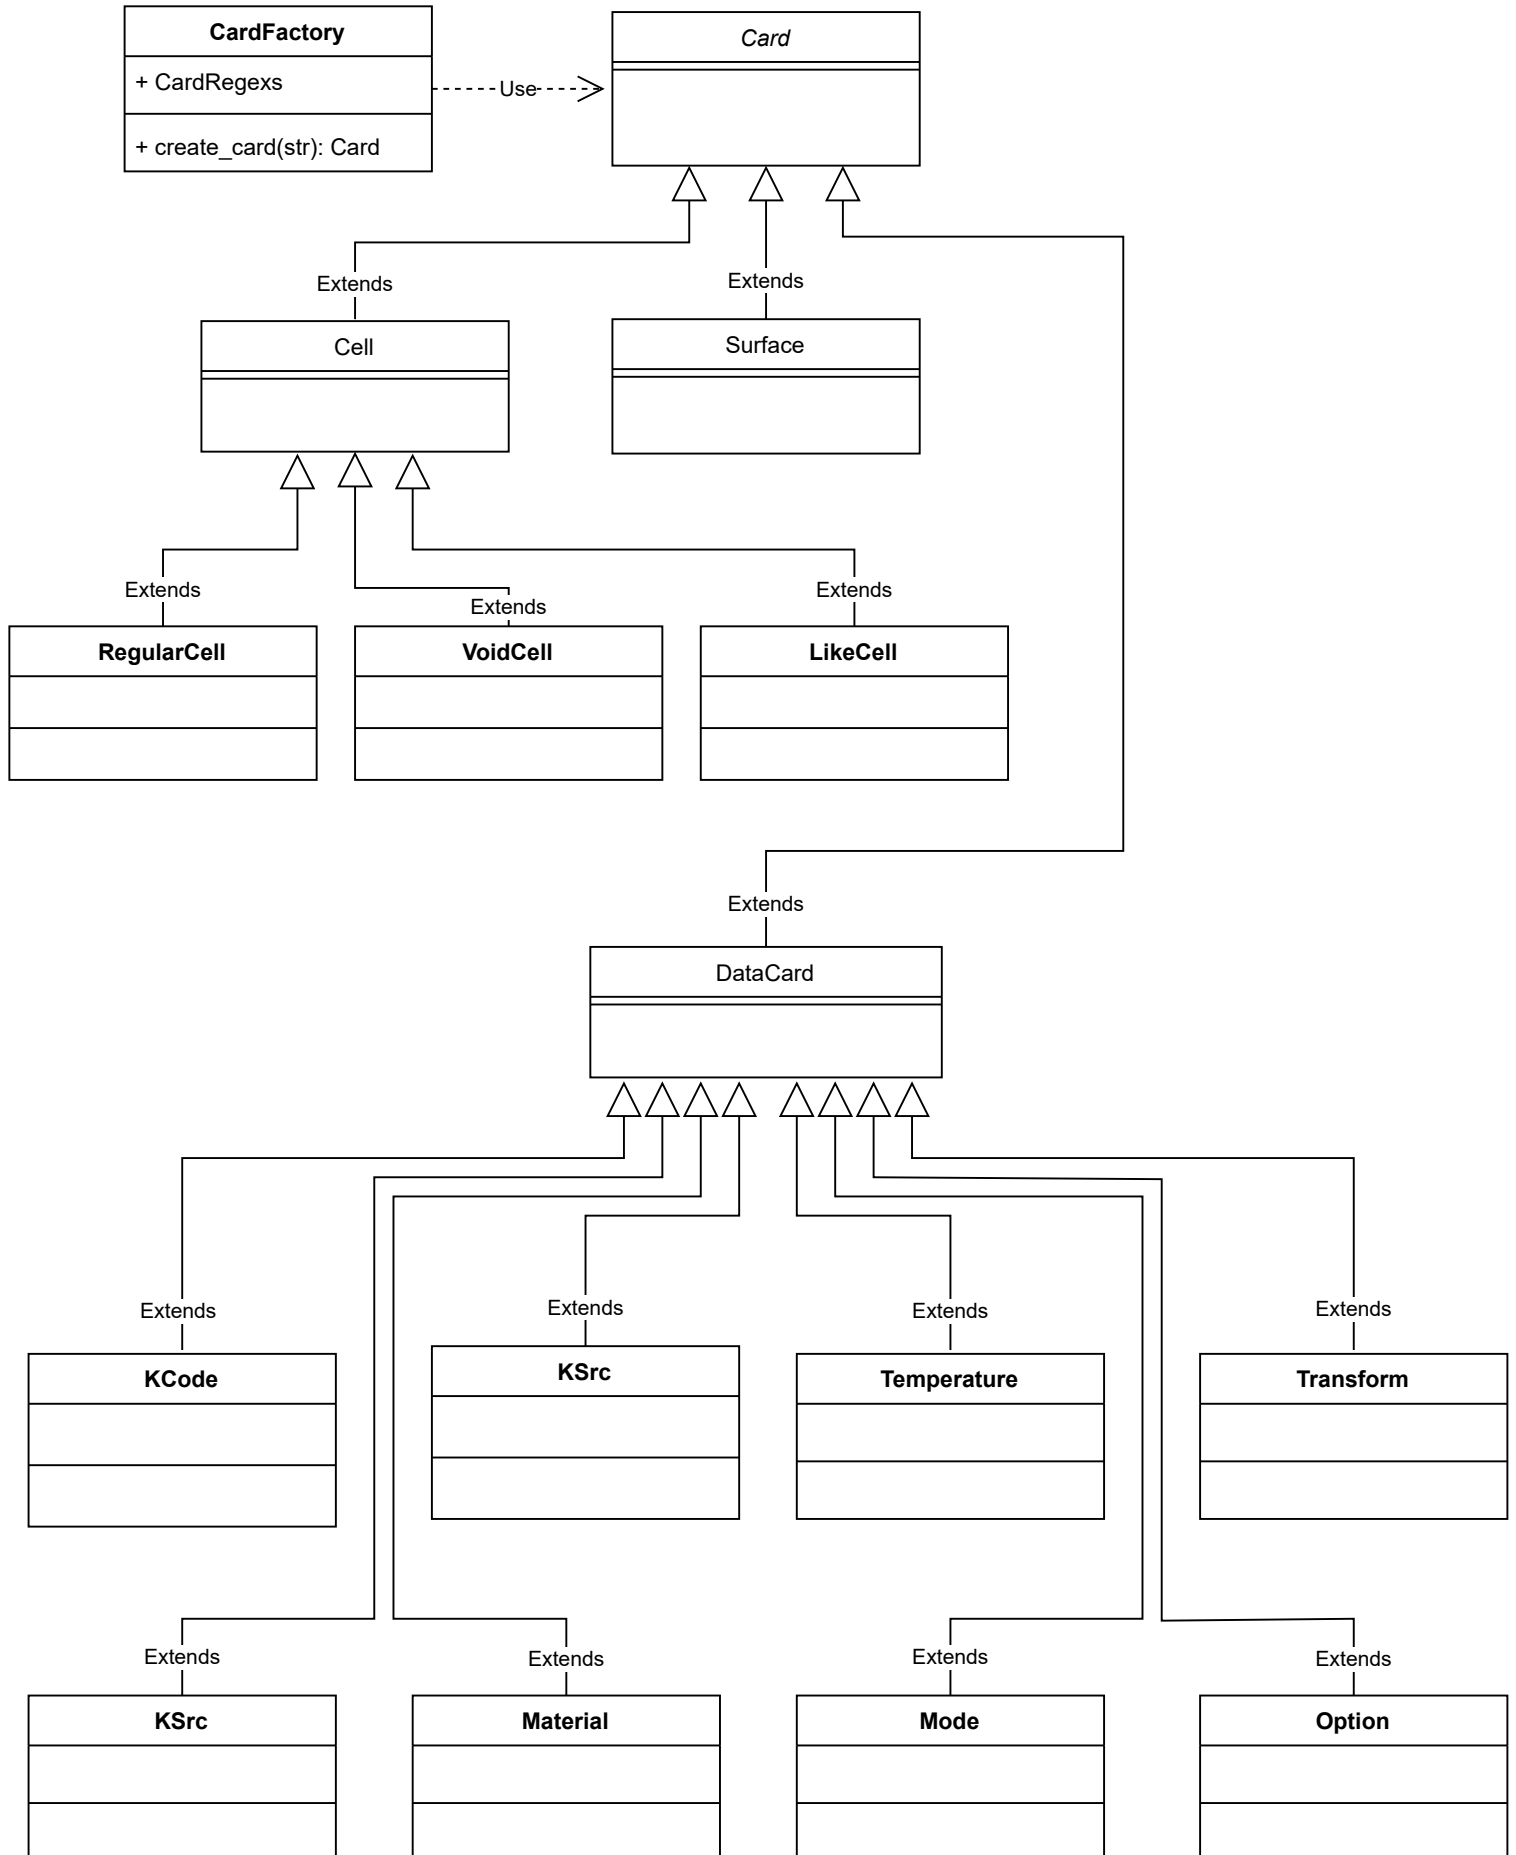 CardFactory
+ CardRegexs
+ create_card(str): Card
Use
Card
Extends
Extends
Cell
Surface
Extends
Extends
Extends
RegularCell
VoidCell
LikeCell
Extends
DataCard
Extends
Extends
Extends
Extends
KCode
KSrc
Temperature
Transform
Extends
Extends
Extends
Extends
KSrc
Material
Mode
Option